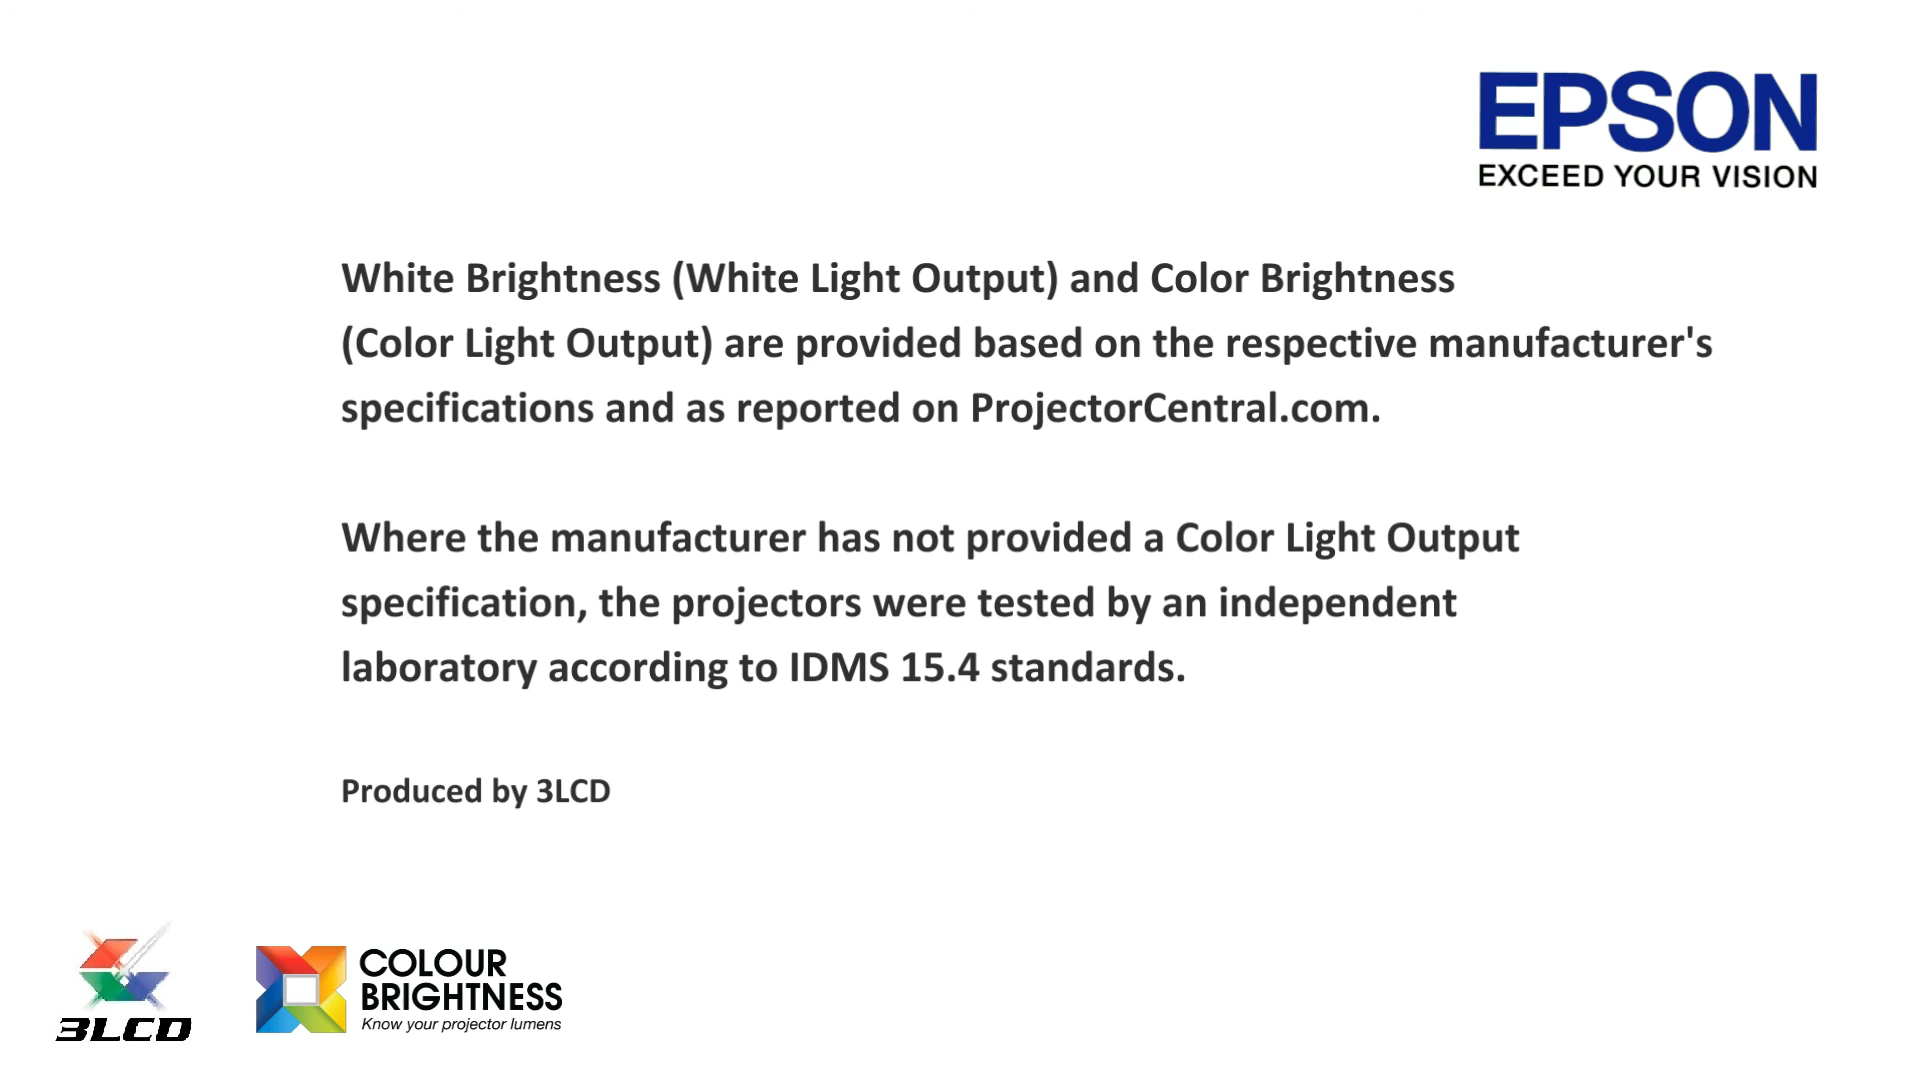 EPSON
EXCEED YOUR VISION
White Brightness (White Light Output) and Color Brightness
(Color Light Output) are provided based on the respective manufacturer's
specifications and as reported on ProjectorCentral.com.
Where the manufacturer has not provided a Color Light Output
specification, the projectors were tested by an independent
laboratory according to IDMS 15.4 standards.
Produced by 3LCD
3LCD
COLOUR
BRIGHTNESS
Know your projector lumens